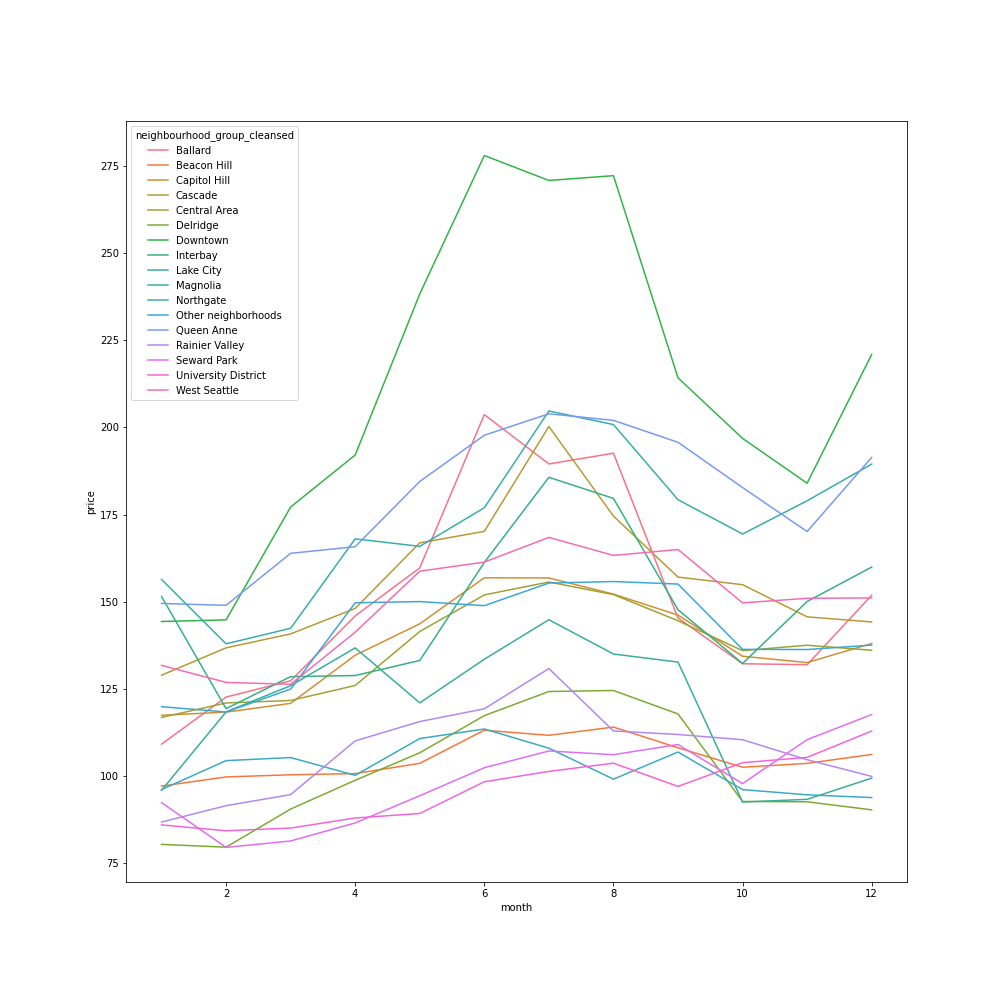 neighbourhood_group_cleansed
Ballard
Beacon Hill
Capitol Hill
Cascade
Central Area
Delridge
Downtown
Interbay
Lake City
Magnolia
Northgate
Other neighborhoods
Queen Anne
Rainier Valley
Seward Park
University District
West Seattle
275
250
225
200
175
150
125
100
75
price
2 4 6 8 10 12
month